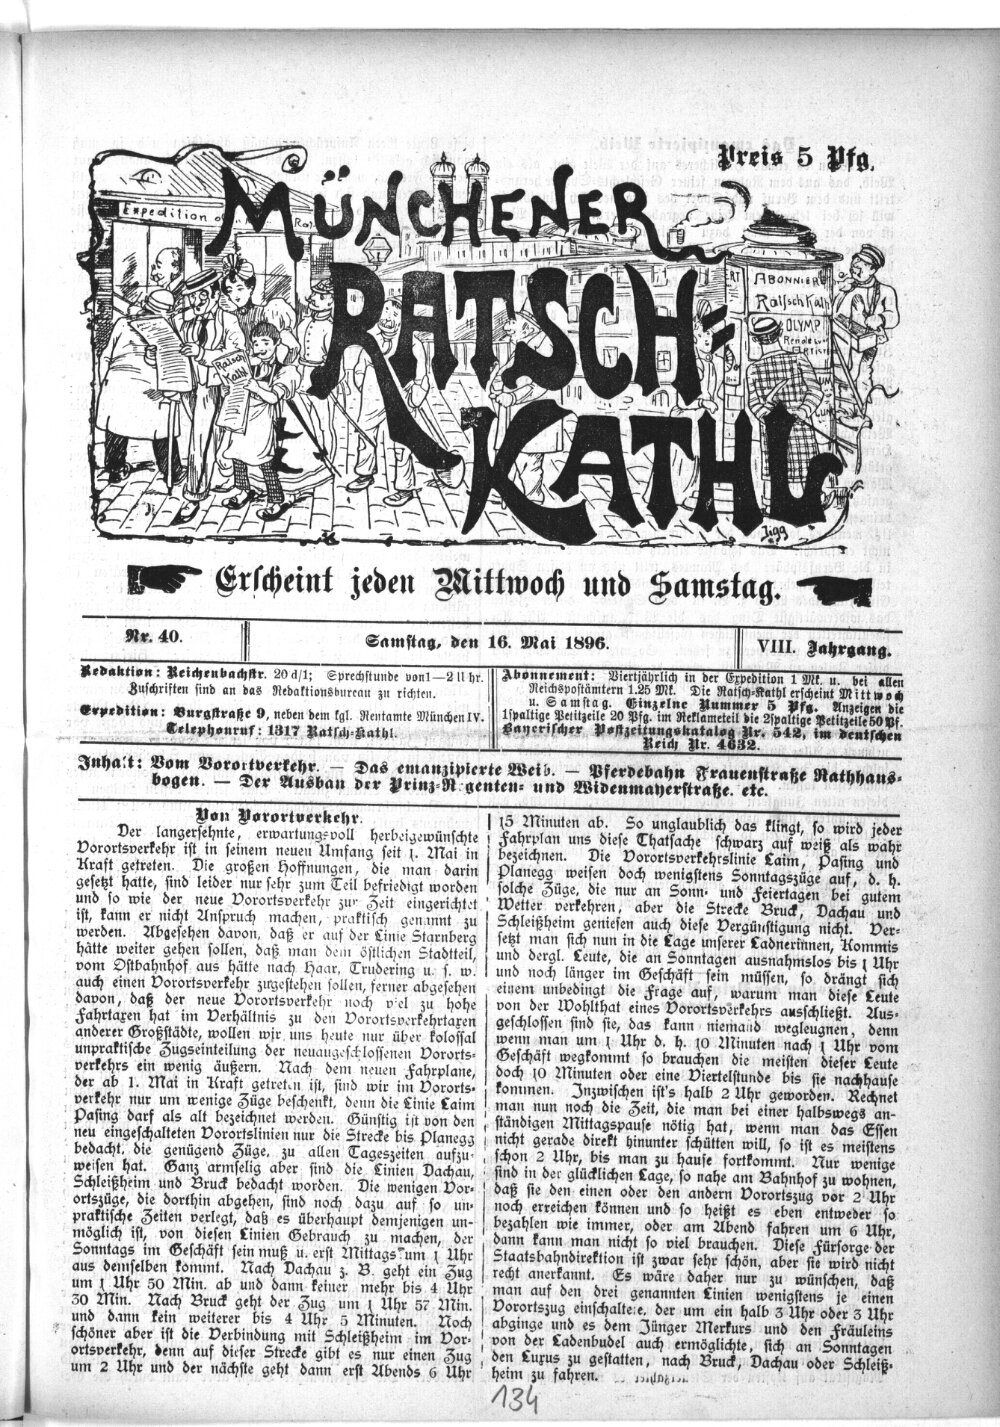 Preis 5 Pfg.
Expedition
MÜNCHENER
RATSCH=
KATHL
Ratsch
Kathl
ABONNIERT
Ratsch Kathl
OLYMP
Jigg
Erscheint jeden Mittwoch und Samstag.
Nr. 40.
Samstag, den 16. Mai 1896.
VIII. Jahrgang.
Redaktion: Reichenbachstr. 20 d/1; Sprechstunde von 1—2 Uhr.
Zuschriften sind an das Redaktionsbureau zu richten.
Expedition: Burgstraße 9, neben dem kgl. Rentamte München IV.
Telephonruf: 1317 Ratsch-Kathl.
Abonnement: Vierteljährlich in der Expedition 1 Mk. u. bei allen
Reichspostämtern 1.25 Mk. Die Ratsch-Kathl erscheint Mittwoch
u. Samstag. Einzelne Nummer 5 Pfg. Anzeigen die
1spaltige Petitzeile 20 Pfg. im Reklameteil die 2spaltige Petitzeile 50 Pf.
Bayerischer Postzeitungskatalog Nr. 542, im deutschen
Reich Nr. 4632.
Inhalt: Vom Vorortverkehr. — Das emanzipierte Weib. — Pferdebahn Frauenstraße Rathhaus-
bogen. — Der Ausbau der Prinz-Regenten- und Widenmayerstraße. etc.
Von Vorortverkehr.
Der langersehnte, erwartungsvoll herbeigewünschte
Vorortsverkehr ist in seinem neuen Umfang seit 1. Mai in
Kraft getreten. Die großen Hoffnungen, die man darin
gesetzt hatte, sind leider nur sehr zum Teil befriedigt worden
und so wie der neue Vorortsverkehr zur Zeit eingerichtet
ist, kann er nicht Anspruch machen, praktisch genannt zu
werden. Abgesehen davon, daß er auf der Linie Starnberg
hätte weiter gehen sollen, daß man dem östlichen Stadtteil,
vom Ostbahnhof aus hätte nach Haar, Trudering u. s. w.
auch einen Vorortsverkehr zugestehen sollen, ferner abgesehen
davon, daß der neue Vorortsverkehr noch viel zu hohe
Fahrtaxen hat im Verhältnis zu den Vorortsverkehrtaxen
anderer Großstädte, wollen wir uns heute nur über kolossal
unpraktische Zugseinteilung der neuangeschlossenen Vororts-
verkehrs ein wenig äußern. Nach dem neuen Fahrplane,
der ab 1. Mai in Kraft getreten ist, sind wir im Vororts-
verkehr nur um wenige Züge beschenkt, denn die Linie Laim
Pasing darf als alt bezeichnet werden. Günstig ist von den
neu eingeschalteten Vorortslinien nur die Strecke bis Planegg
bedacht, die genügend Züge, zu allen Tageszeiten aufzu-
weisen hat. Ganz armselig aber sind die Linien Dachau,
Schleißheim und Bruck bedacht worden. Die wenigen Vor-
ortszüge, die dorthin abgehen, sind noch dazu auf so un-
praktische Zeiten verlegt, daß es überhaupt demjenigen un-
möglich ist, von diesen Linien Gebrauch zu machen, der
Sonntags im Geschäft sein muß u. erst Mittags um 1 Uhr
aus demselben kommt. Nach Dachau z. B. geht ein Zug
um 1 Uhr 50 Min. ab und dann keiner mehr bis 4 Uhr
30 Min. Nach Bruck geht der Zug um 1 Uhr 57 Min.
und dann kein weiterer bis 4 Uhr 5 Minuten. Noch
schöner aber ist die Verbindung mit Schleißheim im Vor-
ortsverkehr, denn auf dieser Strecke gibt es nur einen Zug
um 2 Uhr und der nächste geht dann erst Abends 6 Uhr
15 Minuten ab. So unglaublich das klingt, so wird jeder
Fahrplan uns diese Thatsache schwarz auf weiß als wahr
bezeichnen. Die Vorortsverkehrslinie Laim, Pasing und
Planegg weisen doch wenigstens Sonntagszüge auf, d. h.
solche Züge, die nur an Sonn- und Feiertagen bei gutem
Wetter verkehren, aber die Strecke Bruck, Dachau und
Schleißheim geniesen auch diese Vergünstigung nicht. Ver-
setzt man sich nun in die Lage unserer Ladnerinnen, Kommis
und dergl. Leute, die an Sonntagen ausnahmslos bis 1 Uhr
und noch länger im Geschäft sein müssen, so drängt sich
einem unbedingt die Frage auf, warum man diese Leute
von der Wohlthat eines Vorortsverkehrs ausschließt. Aus-
geschlossen sind sie, das kann niemand wegleugnen, denn
wenn man um 1 Uhr d. h. 10 Minuten nach 1 Uhr vom
Geschäft wegkommt so brauchen die meisten dieser Leute
doch 10 Minuten oder eine Viertelstunde bis sie nachhause
kommen. Inzwischen ist's halb 2 Uhr geworden. Rechnet
man nun noch die Zeit, die man bei einer halbswegs an-
ständigen Mittagspause nötig hat, wenn man das Essen
nicht gerade direkt hinunter schütten will, so ist es meistens
schon 2 Uhr, bis man zu hause fortkommt. Nur wenige
sind in der glücklichen Lage, so nahe am Bahnhof zu wohnen,
daß sie den einen oder den andern Vorortszug vor 2 Uhr
noch erreichen können und so heißt es eben entweder so
bezahlen wie immer, oder am Abend fahren um 6 Uhr,
dann kann man nicht so viel brauchen. Diese Fürsorge der
Staatsbahndirektion ist zwar sehr schön, aber sie wird nicht
recht anerkannt. Es wäre daher nur zu wünschen, daß
man auf den drei genannten Linien wenigstens je einen
Vorortszug einschaltete, der um ein halb 3 Uhr oder 3 Uhr
abginge und es dem Jünger Merkurs und den Fräuleins
von der Ladenbudel auch ermöglichte, sich an Sonntagen
den Luxus zu gestatten, nach Bruck, Dachau oder Schleiß-
heim zu fahren.
134